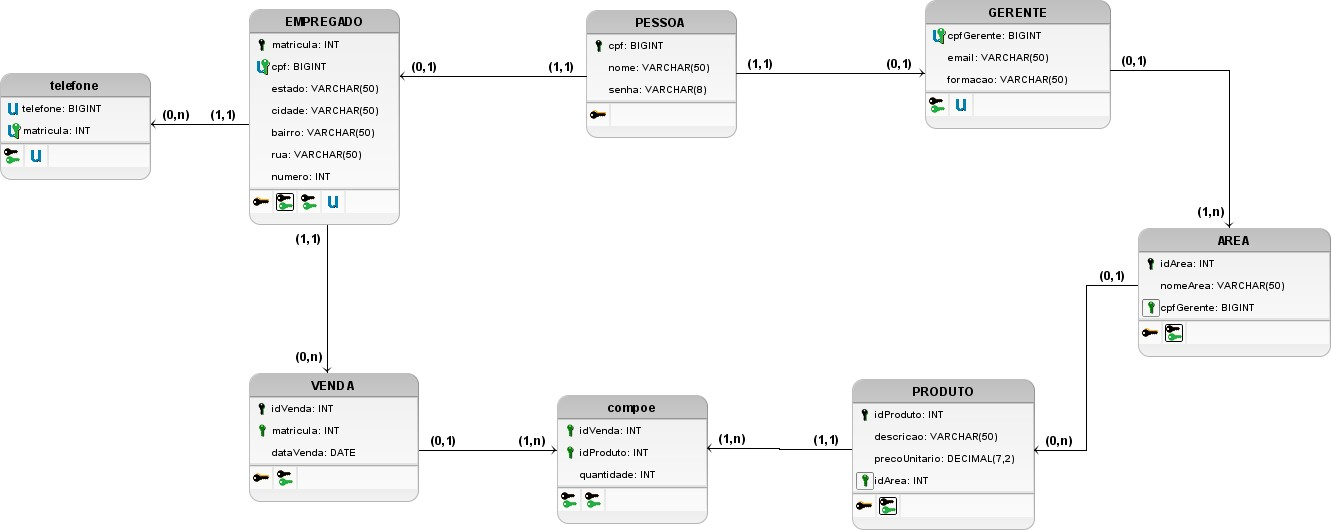 EMPREGADO
matricula: INT
cpf: BIGINT
estado: VARCHAR(50)
cidade: VARCHAR(50)
bairro: VARCHAR(50)
rua: VARCHAR(50)
numero: INT
PESSOA
cpf: BIGINT
nome: VARCHAR(50)
senha: VARCHAR(8)
GERENTE
cpfGerente: BIGINT
email: VARCHAR(50)
formacao: VARCHAR(50)
telefone
telefone: BIGINT
matricula: INT
(0,n) (1,1)
(0,1) (1,1)
(1,1) (0,1)
(0,1)
(1,n)
AREA
idArea: INT
nomeArea: VARCHAR(50)
cpfGerente: BIGINT
(0,1)
(1,1)
(0,n)
VENDA
idVenda: INT
matricula: INT
dataVenda: DATE
(0,1) (1,n)
compoe
idVenda: INT
idProduto: INT
quantidade: INT
(1,n) (1,1)
PRODUTO
idProduto: INT
descricao: VARCHAR(50)
precoUnitario: DECIMAL(7,2)
idArea: INT
(0,n)